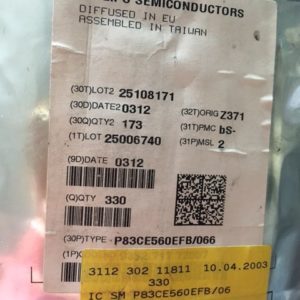 SEMICONDUCTORS
DIFFUSED IN EU
ASSEMBLED IN TAIWAN
(30T)LOT2 25108171
(30D)DATE2 0312
(32T)ORIG Z371
(30Q)QTY2 173
(31T)PMC bS-
(1T)LOT 25006740
(31P)MSL 2
(9D)DATE 0312
(Q)QTY 330
(30P)TYPE - P83CE560EFB/066
(1P)
3112 302 11811 10.04.2003
330
IC SM P83CE560EFB/06